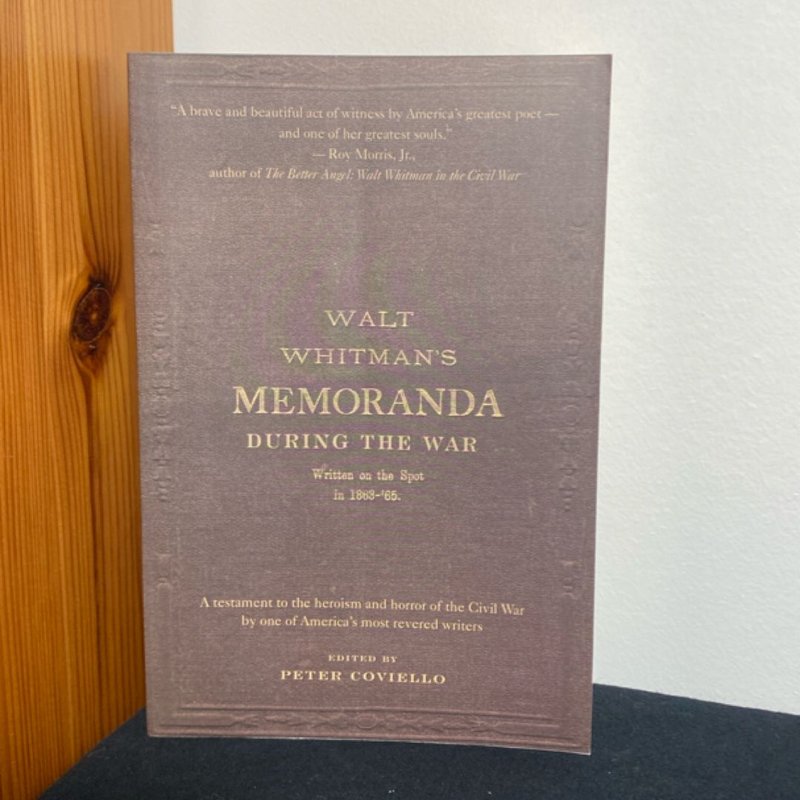 “A brave and beautiful act of witness by America’s greatest poet —
and one of her greatest souls.”
— Roy Morris, Jr.,
author of The Better Angel: Walt Whitman in the Civil War
WALT
WHITMAN’S
MEMORANDA
DURING THE WAR
Written on the Spot
in 1863–’65.
A testament to the heroism and horror of the Civil War
by one of America’s most revered writers
EDITED BY
PETER COVIELLO